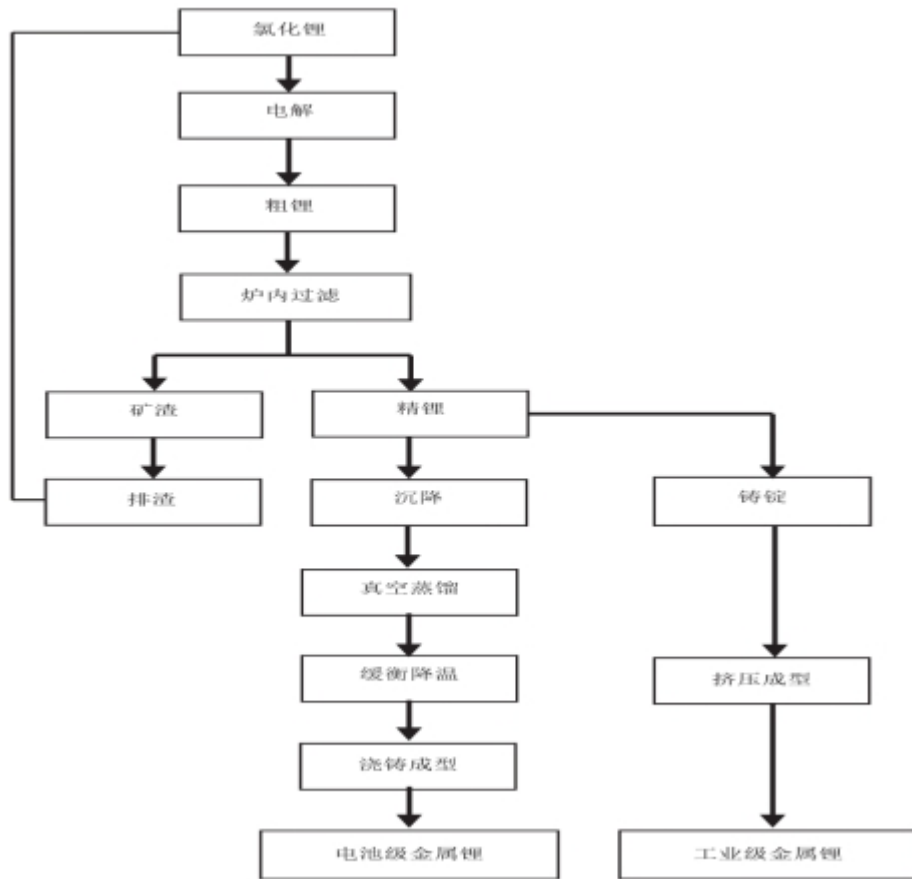 氯化锂
电解
粗锂
炉内过滤
矿渣
精锂
排渣
沉降
铸锭
真空蒸馏
缓衡降温
挤压成型
浇铸成型
电池级金属锂
工业级金属锂